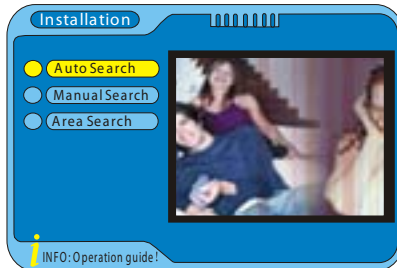 Installation
Auto Search
Manual Search
Area Search
i
INFO: Operation guide!